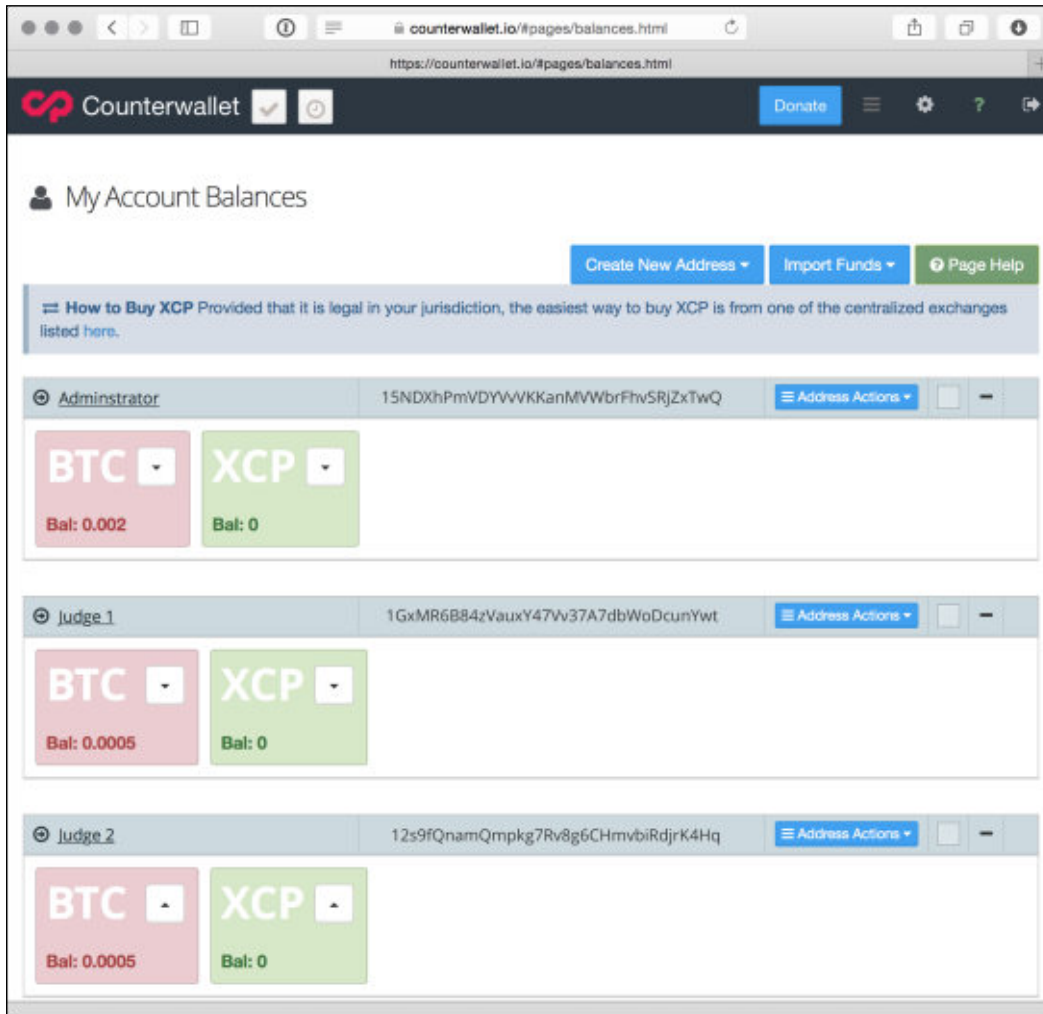 counterwallet.io/#pages/balances.html
https://counterwallet.io/#pages/balances.html
Counterwallet Donate ?
My Account Balances
Create New Address Import Funds Page Help
How to Buy XCP Provided that it is legal in your jurisdiction, the easiest way to buy XCP is from one of the centralized exchanges
listed here.
Adminstrator 15NDXhPmVDYVvVKKanMVWbrFhvSRjZxTwQ Address Actions
BTC XCP
Bal: 0.002 Bal: 0
Judge 1 1GxMR6B84zVauxY47Vv37A7dbWoDcunYwt Address Actions
BTC XCP
Bal: 0.0005 Bal: 0
Judge 2 12s9fQnamQmpkg7Rv8g6CHmvbiRdjrK4Hq Address Actions
BTC XCP
Bal: 0.0005 Bal: 0